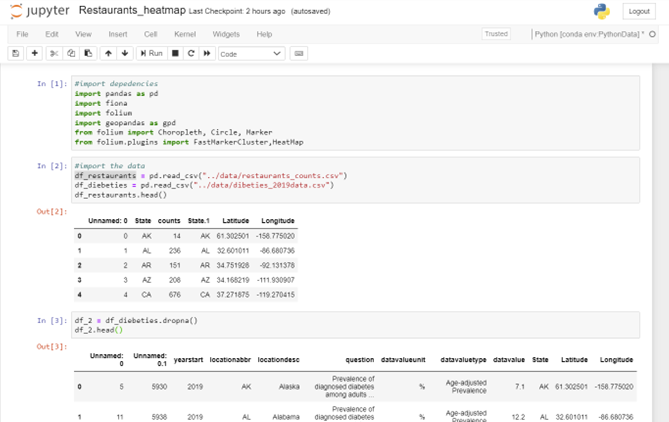 jupyter Restaurants_heatmap Last Checkpoint: 2 hours ago (autosaved)
Logout
File Edit View Insert Cell Kernel Widgets Help
Trusted
Python [conda env:PythonData] *
Run
Code
In [1]: #import depedencies
import pandas as pd
import fiona
import folium
import geopandas as gpd
from folium import Choropleth, Circle, Marker
from folium.plugins import FastMarkerCluster,HeatMap
In [2]: #import the data
df_restaurants = pd.read_csv("../data/restaurants_counts.csv")
df_diebeties = pd.read_csv("../data/dibeties_2019data.csv")
df_restaurants.head()
Out[2]:
Unnamed: 0 State counts State.1 Latitude Longitude
0 0 AK 14 AK 61.302501 -158.775020
1 1 AL 236 AL 32.601011 -86.680736
2 2 AR 151 AR 34.751928 -92.131378
3 3 AZ 208 AZ 34.168219 -111.930907
4 4 CA 676 CA 37.271875 -119.270415
In [3]: df_2 = df_diebeties.dropna()
df_2.head()
Out[3]:
Unnamed: 0 Unnamed: 0.1 yearstart locationabbr locationdesc question datavalueunit datavaluetype datavalue State Latitude Longitude
0 5 5930 2019 AK Alaska Prevalence of diagnosed diabetes among adults ... % Age-adjusted Prevalence 7.1 AK 61.302501 -158.775020
1 11 5938 2019 AL Alabama Prevalence of diagnosed diabetes % Age-adjusted Prevalence 12.2 AL 32.601011 -86.680736